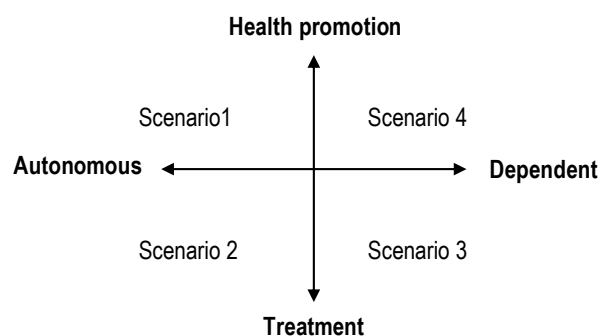 Health promotion
Scenario1
Scenario 4
Autonomous
Dependent
Scenario 2
Scenario 3
Treatment